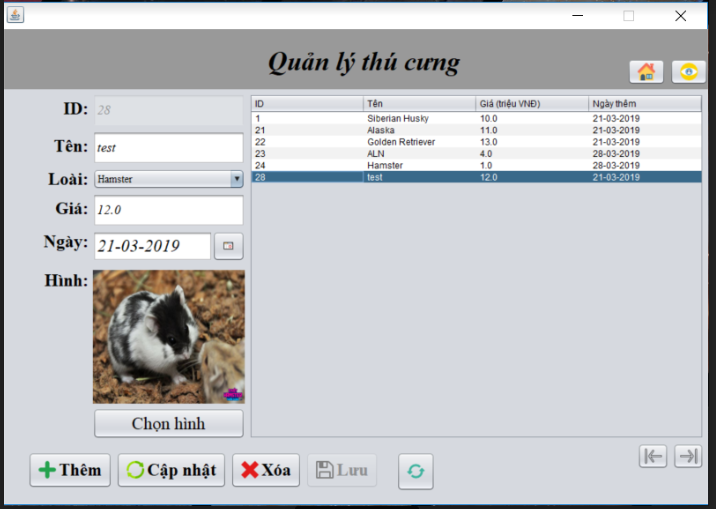 Quản lý thú cưng
ID: 28
Tên: test
Loài: Hamster
Giá: 12.0
Ngày: 21-03-2019
Hình:
Chọn hình
ID Tên Giá (triệu VNĐ) Ngày thêm
1 Siberian Husky 10.0 21-03-2019
21 Alaska 11.0 21-03-2019
22 Golden Retriever 13.0 21-03-2019
23 ALN 4.0 28-03-2019
24 Hamster 1.0 28-03-2019
28 test 12.0 21-03-2019
Thêm Cập nhật Xóa Lưu